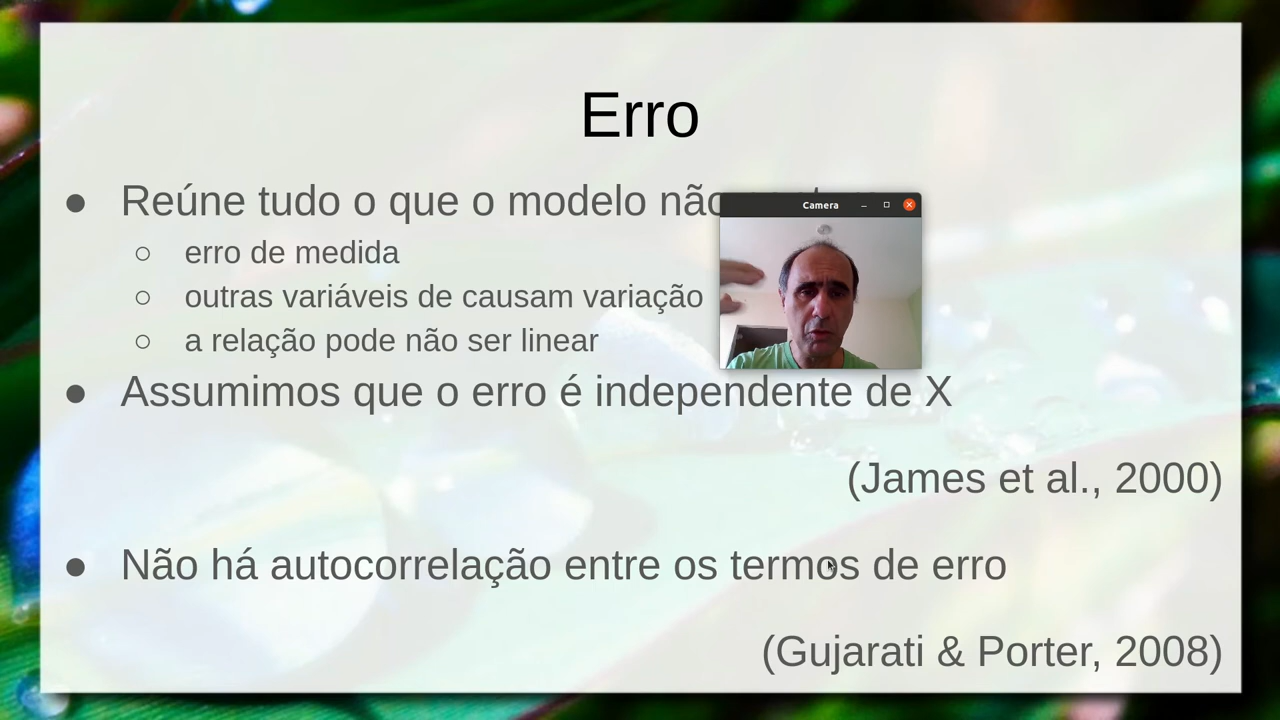 Erro
● Reúne tudo o que o modelo não
○ erro de medida
○ outras variáveis de causam variação
○ a relação pode não ser linear
Camera
● Assumimos que o erro é independente de X
(James et al., 2000)
● Não há autocorrelação entre os termos de erro
(Gujarati & Porter, 2008)